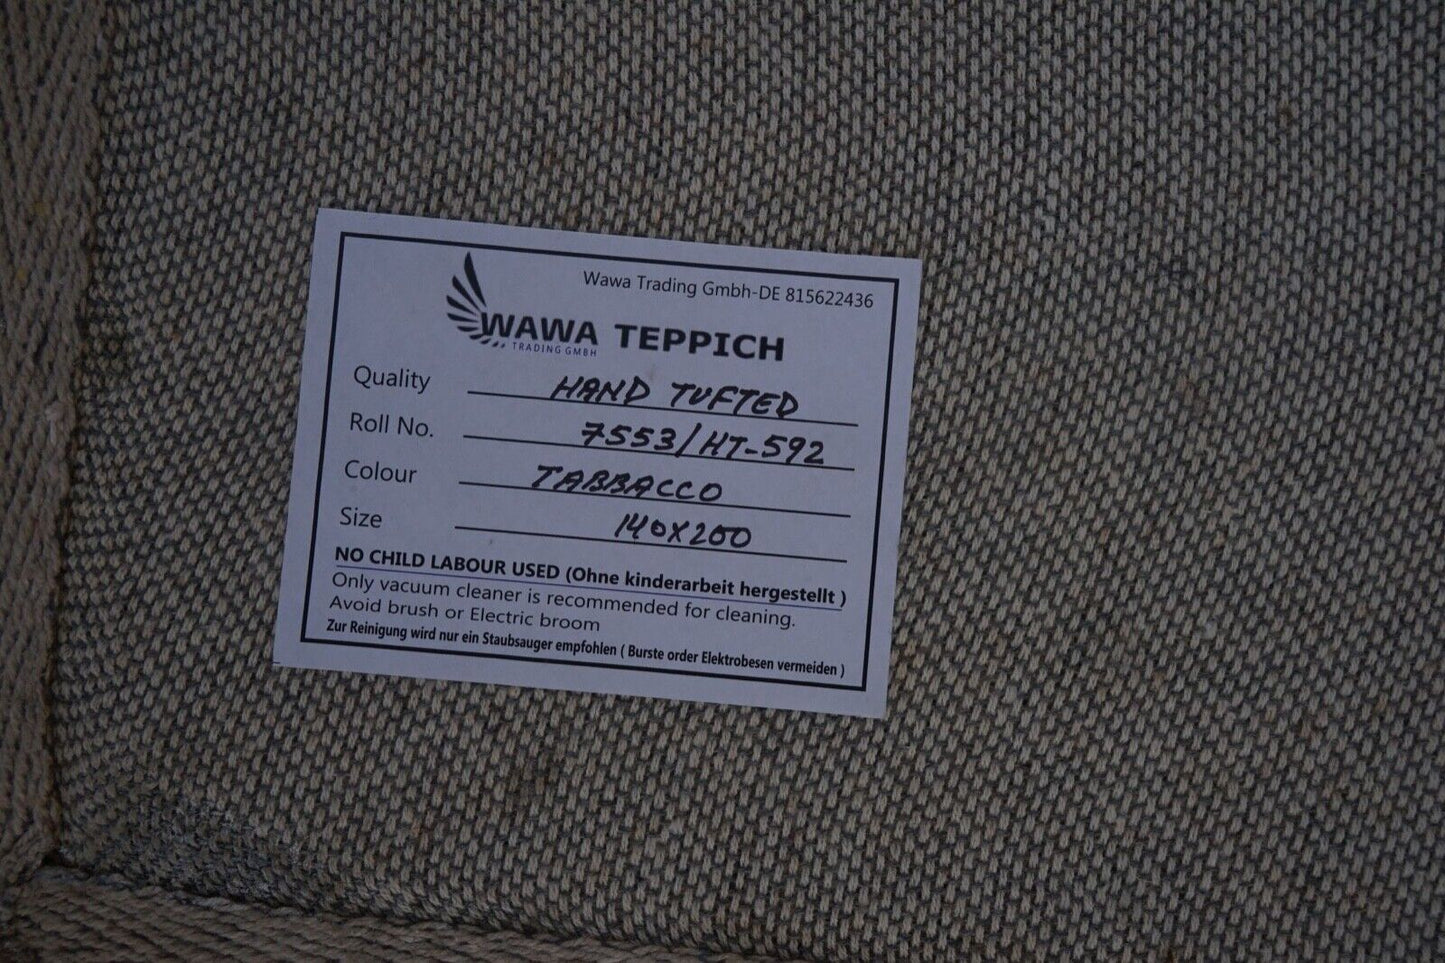 Wawa Trading Gmbh-DE 815622436
WAWA TEPPICH
TRADING GMBH
Quality HAND TUFTED
Roll No. 7553/HT-592
Colour TABBACCO
Size 140X200
NO CHILD LABOUR USED (Ohne kinderarbeit hergestellt )
Only vacuum cleaner is recommended for cleaning.
Avoid brush or Electric broom
Zur Reinigung wird nur ein Staubsauger empfohlen ( Burste order Elektrobesen vermeiden )